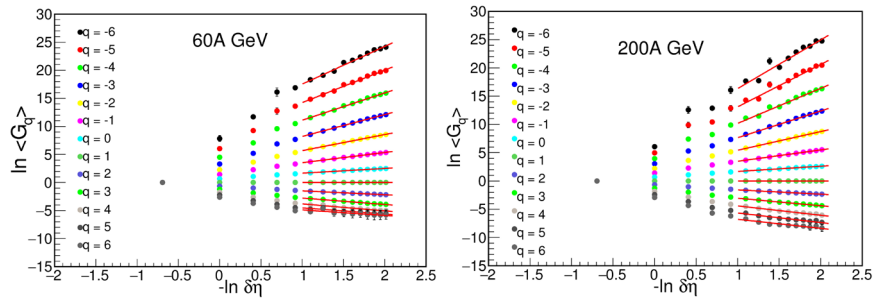 60A GeV
ln <Gq>
30
25
20
15
10
5
0
−5
−10
−15
q = -6
q = -5
q = -4
q = -3
q = -2
q = -1
q = 0
q = 1
q = 2
q = 3
q = 4
q = 5
q = 6
−2 −1.5 −1 −0.5 0 0.5 1 1.5 2 2.5
-ln δη
200A GeV
ln <Gq>
30
25
20
15
10
5
0
−5
−10
−15
q = -6
q = -5
q = -4
q = -3
q = -2
q = -1
q = 0
q = 1
q = 2
q = 3
q = 4
q = 5
q = 6
−2 −1.5 −1 −0.5 0 0.5 1 1.5 2 2.5
-ln δη